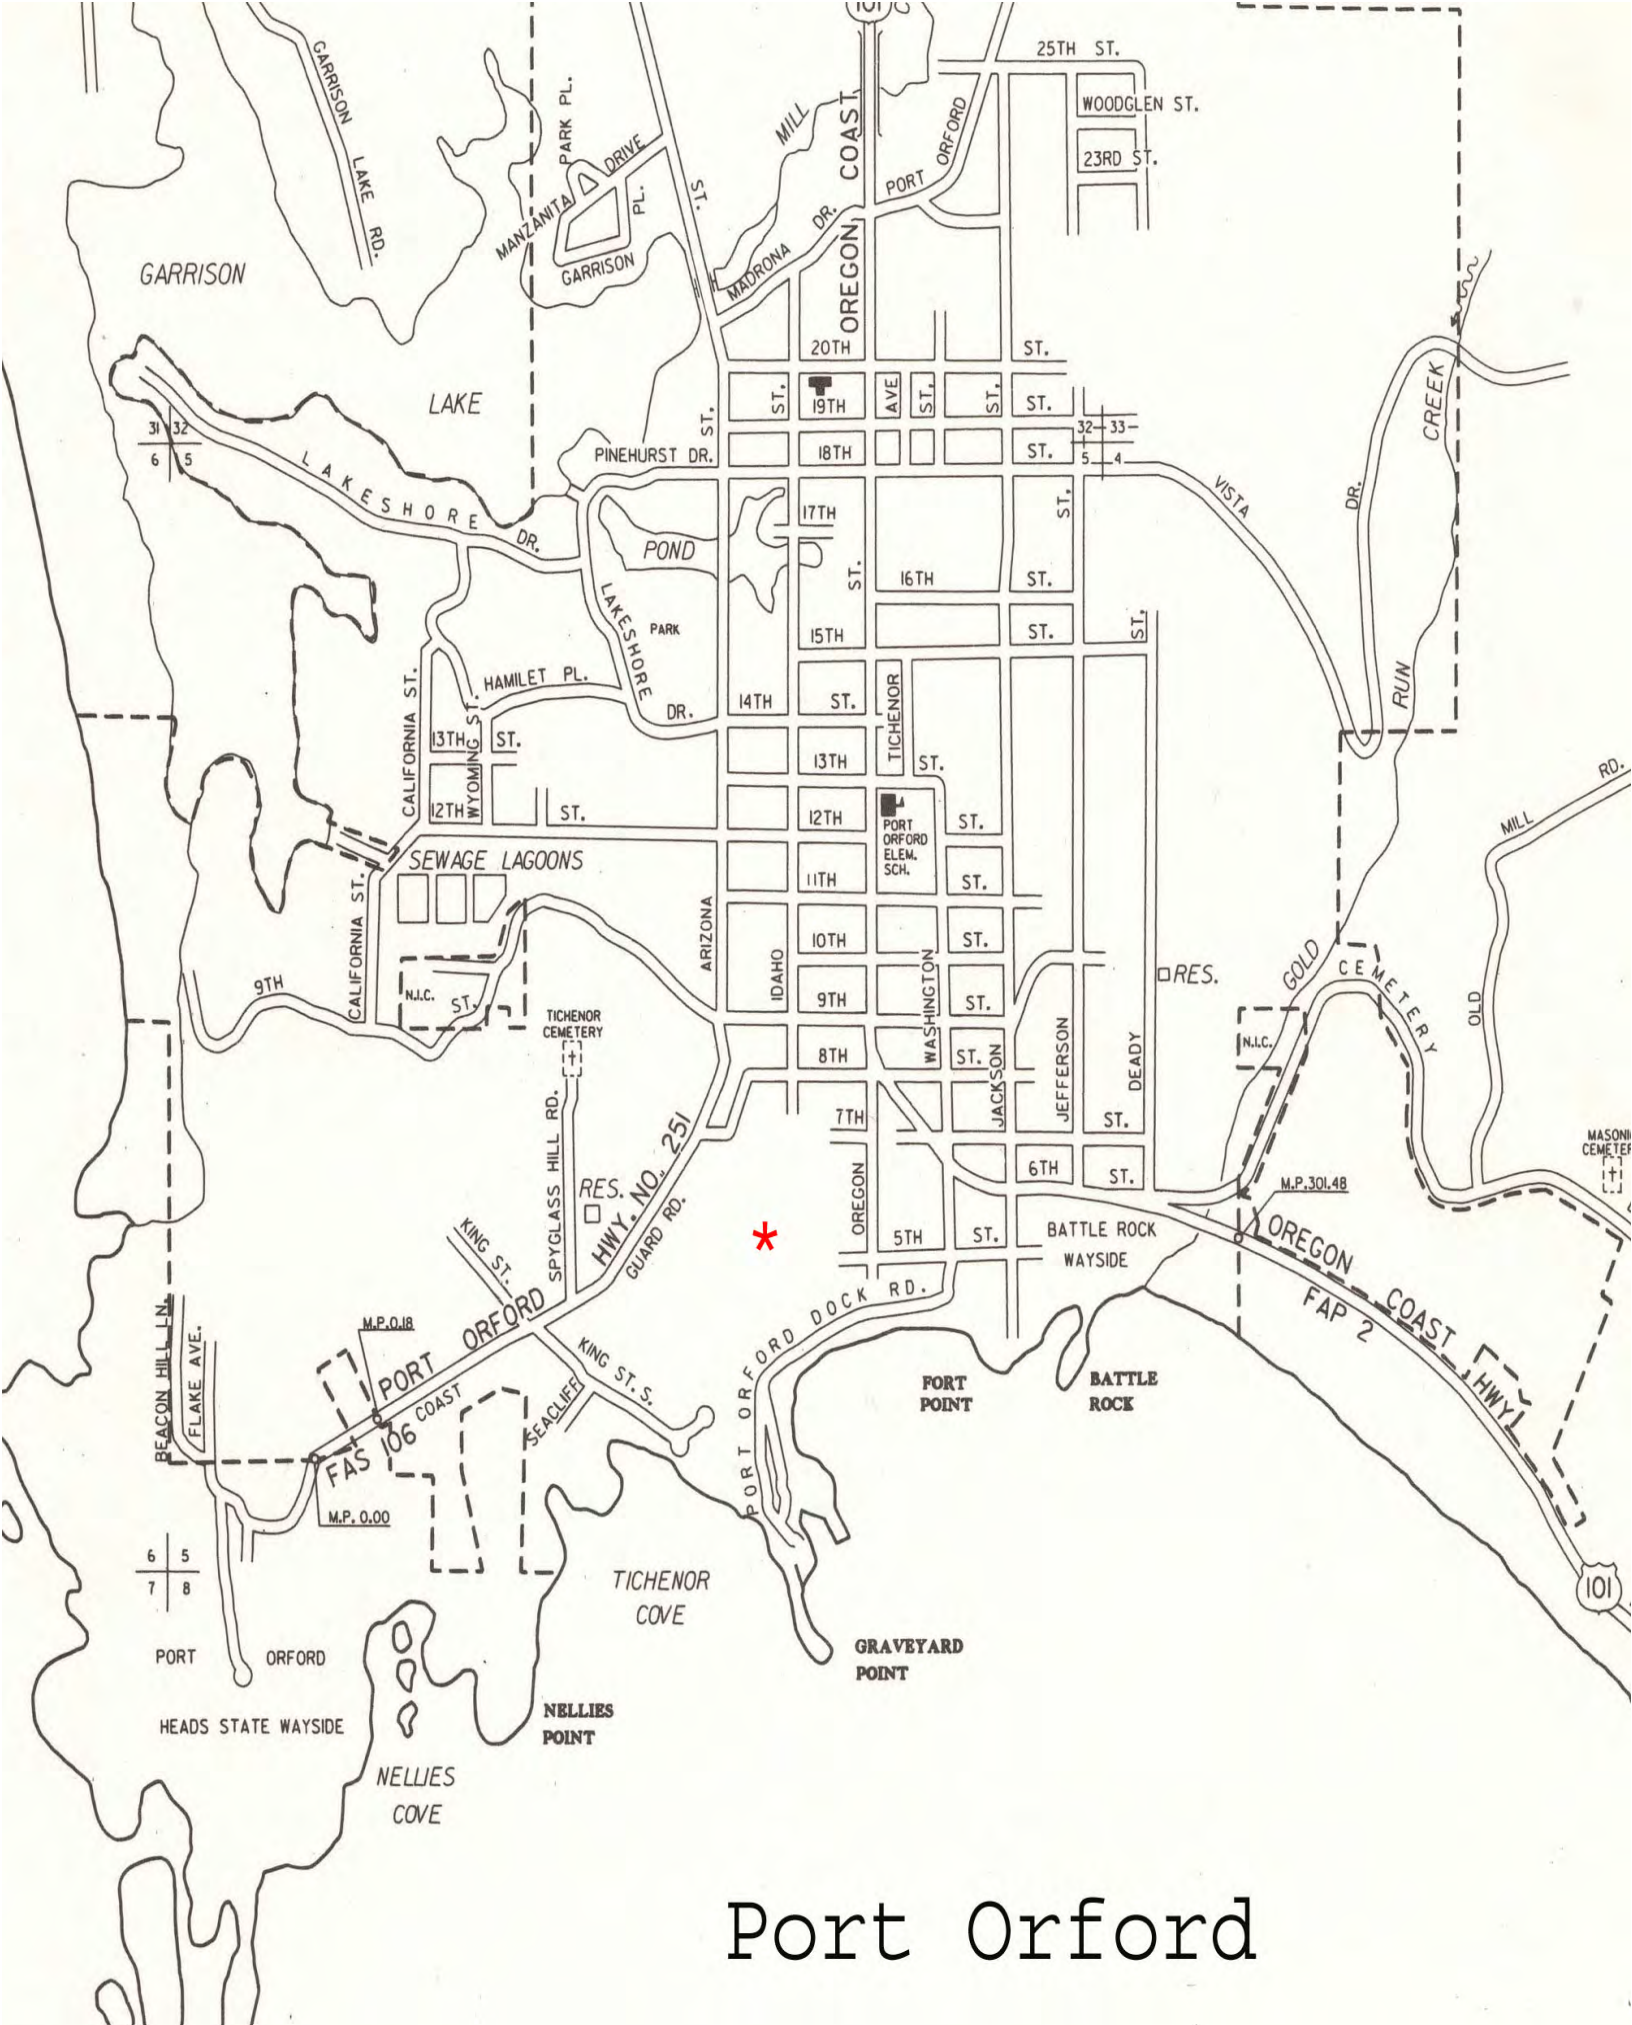 101
25TH ST.
GARRISON LAKE RD.
PARK PL.
WOODGLEN ST.
MILL
COAST
ORFORD
23RD ST.
DRIVE
PORT
ST.
PL.
MANZANITA
DR.
GARRISON
GARRISON
MADRONA
OREGON
20TH ST.
CREEK
LAKE
ST.
ST.
19TH
AVE
ST.
ST.
ST.
31 32
6 5
32 33
5 4
PINEHURST DR.
18TH ST.
LAKESHORE DR.
VISTA
DR.
17TH
ST.
POND
ST.
16TH ST.
LAKESHORE
DR.
PARK
15TH ST.
ST.
CALIFORNIA ST.
HAMILET PL.
RUN
14TH ST.
TICHENOR
13TH ST.
WYOMING ST.
13TH ST.
MILL RD.
12TH ST.
12TH ST.
PORT
ORFORD
ELEM.
SCH.
SEWAGE LAGOONS
11TH ST.
CALIFORNIA ST.
ARIZONA
10TH ST.
IDAHO
WASHINGTON
GOLD
CEMETERY
RES.
9TH
N.I.C.
ST.
9TH ST.
OLD
TICHENOR
CEMETERY
8TH ST.
JACKSON
JEFFERSON
DEADY
N.I.C.
7TH ST.
SPYGLASS HILL RD.
HWY. NO. 251
MASONI
CEMETER
6TH ST.
M.P.301.48
RES.
GUARD RD.
OREGON
*
5TH ST.
BATTLE ROCK
WAYSIDE
KING ST.
OREGON COAST HWY.
FAP 2
PORT ORFORD DOCK RD.
BEACON HILL LN.
FLAKE AVE.
M.P.0.18
PORT ORFORD
COAST
KING ST. S.
SEACLIFF
FORT
POINT
BATTLE
ROCK
FAS 106
M.P. 0.00
6 5
7 8
101
TICHENOR
COVE
PORT ORFORD
HEADS STATE WAYSIDE
GRAVEYARD
POINT
NELLIES
POINT
NELLIES
COVE
Port Orford